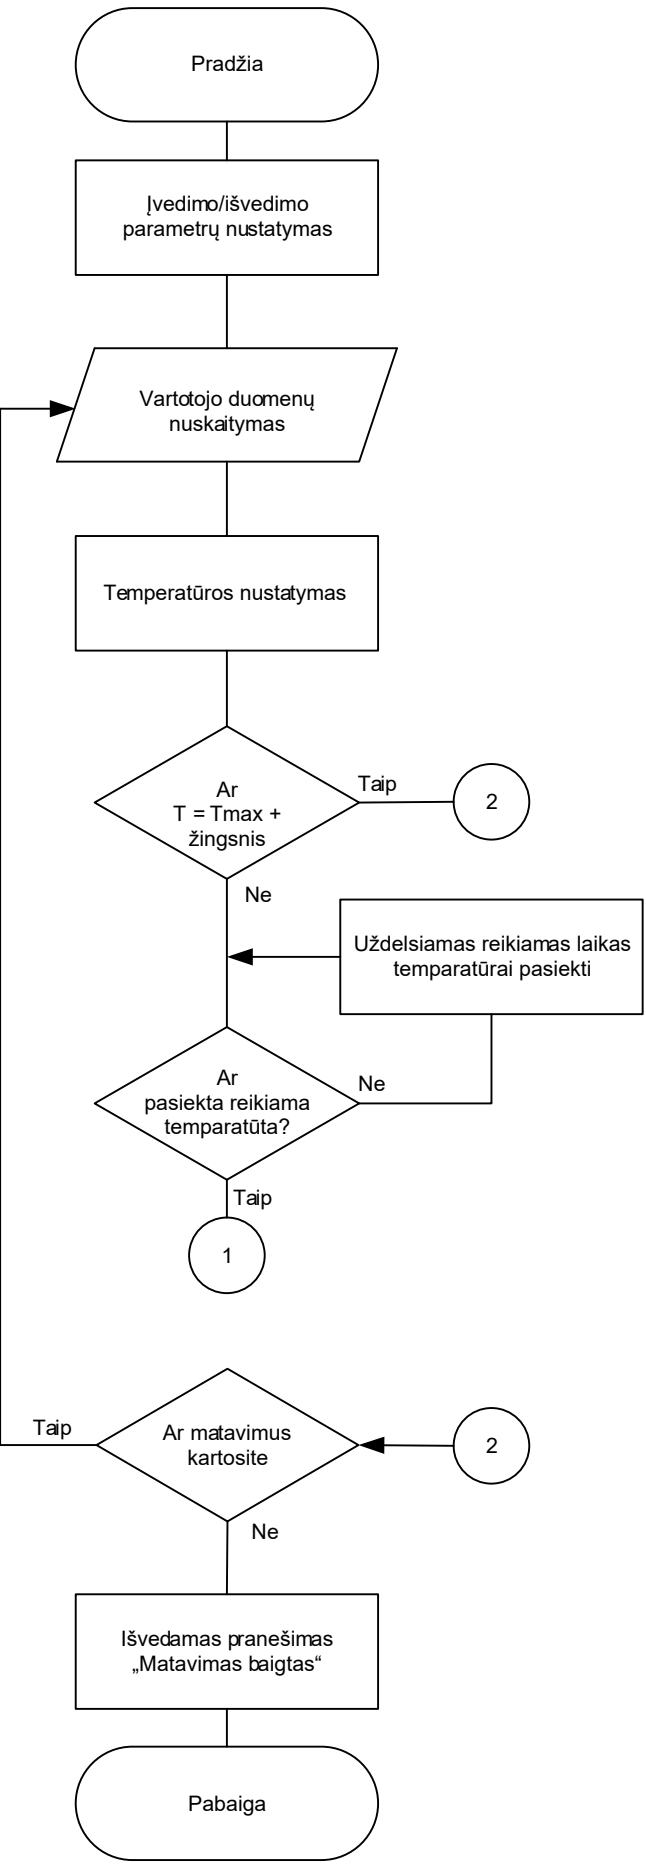 Pradžia
Įvedimo/išvedimo
parametrų nustatymas
Vartotojo duomenų
nuskaitymas
Temperatūros nustatymas
Ar
T = Tmax +
žingsnis
Taip
2
Ne
Uždelsiamas reikiamas laikas
temparatūrai pasiekti
Ar
pasiekta reikiama
temparatūta?
Ne
Taip
1
Taip
Ar matavimus
kartosite
2
Ne
Išvedamas pranešimas
„Matavimas baigtas“
Pabaiga